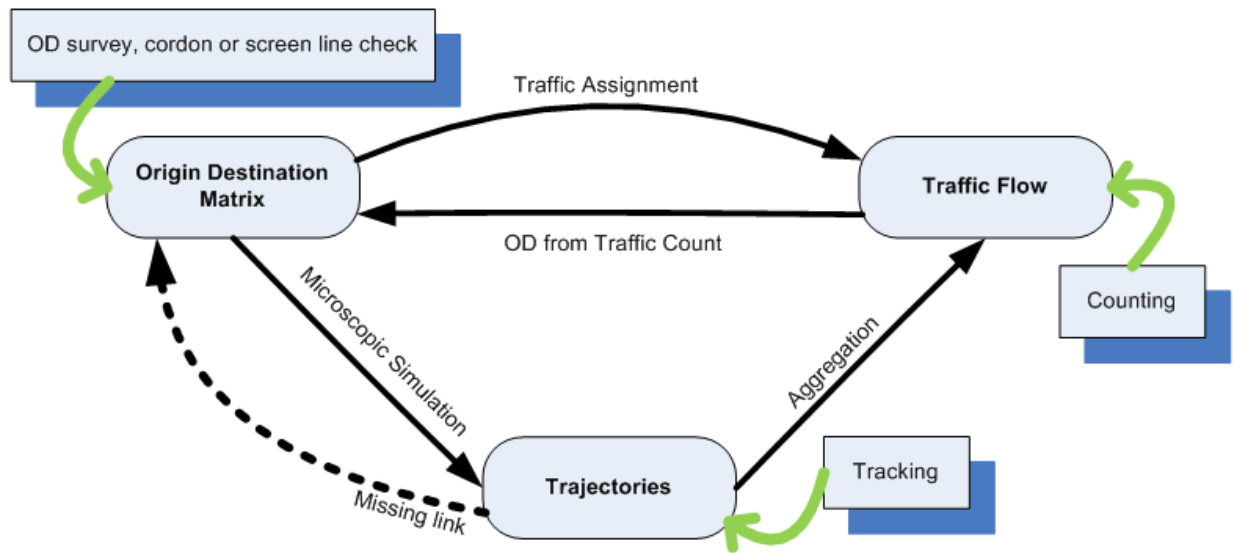 OD survey, cordon or screen line check
Traffic Assignment
Origin Destination
Matrix
Traffic Flow
OD from Traffic Count
Microscopic Simulation
Counting
Aggregation
Tracking
Trajectories
Missing link